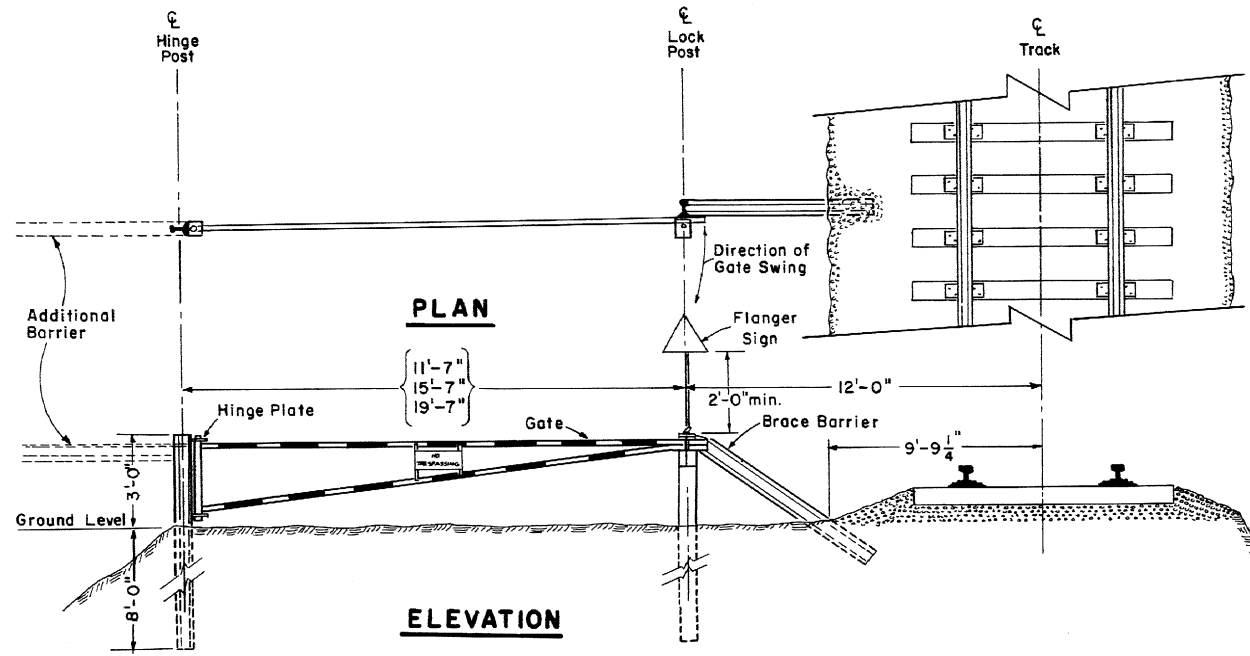 ℄
Hinge
Post
℄
Lock
Post
℄
Track
Direction of
Gate Swing
PLAN
Additional
Barrier
Flanger
Sign
11'-7"
15'-7"
19'-7"
12'-0"
2'-0" min.
Hinge Plate
Gate
Brace Barrier
9'-9 1/4"
NO
TRESPASSING
3'-0"
Ground Level
8'-0"
ELEVATION